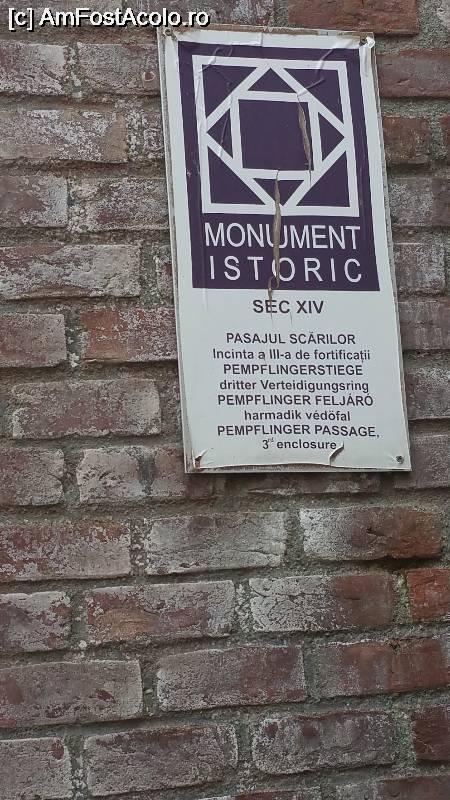 [c] AmFostAcolo.ro
MONUMENT
ISTORIC
SEC XIV
PASAJUL SCĂRILOR
Incinta a III-a de fortificații
PEMPFLINGERSTIEGE
dritter Verteidigungsring
PEMPFLINGER FELJÁRÓ
harmadik védőfal
PEMPFLINGER PASSAGE,
3rd enclosure